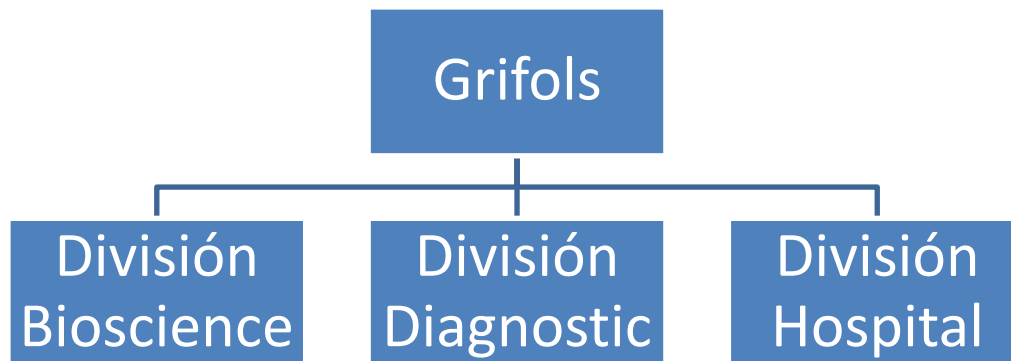 Grifols
División
Bioscience
División
Diagnostic
División
Hospital